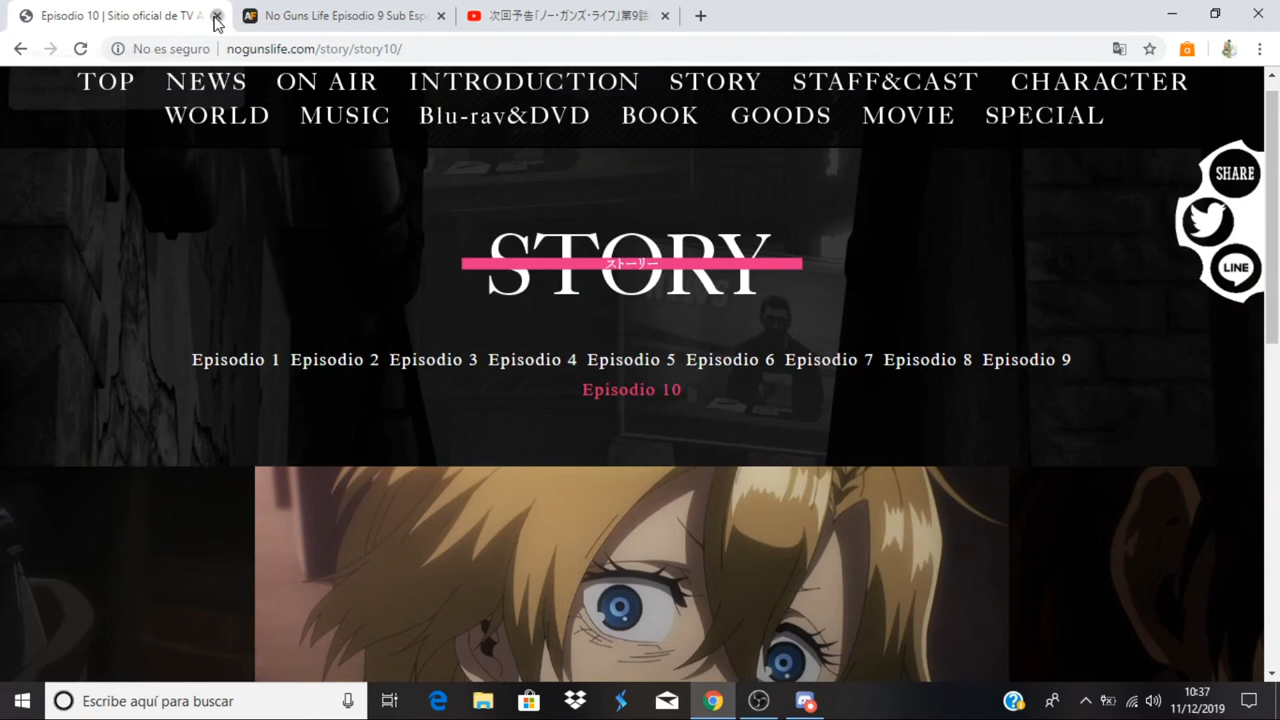 Episodio 10 | Sitio oficial de TV A
No Guns Life Episodio 9 Sub Esp
次回予告「ノー・ガンズ・ライフ」第9話
No es seguro
nogunslife.com/story/story10/
TOP NEWS ON AIR INTRODUCTION STORY STAFF&CAST CHARACTER
WORLD MUSIC Blu-ray&DVD BOOK GOODS MOVIE SPECIAL
SHARE
LINE
STORY
ストーリー
Episodio 1 Episodio 2 Episodio 3 Episodio 4 Episodio 5 Episodio 6 Episodio 7 Episodio 8 Episodio 9
Episodio 10
Escribe aquí para buscar
10:37
11/12/2019